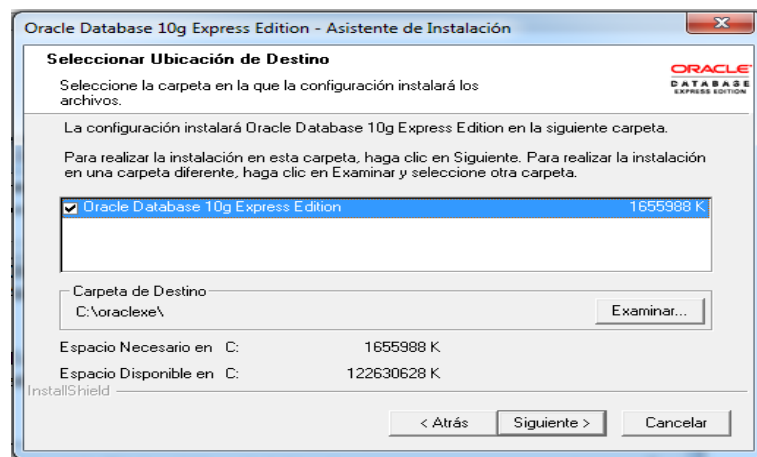 Oracle Database 10g Express Edition - Asistente de Instalación
Seleccionar Ubicación de Destino
Seleccione la carpeta en la que la configuración instalará los
archivos.
ORACLE
DATABASE
EXPRESS EDITION
La configuración instalará Oracle Database 10g Express Edition en la siguiente carpeta.
Para realizar la instalación en esta carpeta, haga clic en Siguiente. Para realizar la instalación
en una carpeta diferente, haga clic en Examinar y seleccione otra carpeta.
Oracle Database 10g Express Edition 1655988 K
Carpeta de Destino
C:\oraclexe\
Examinar...
Espacio Necesario en C: 1655988 K
Espacio Disponible en C: 122630628 K
InstallShield
< Atrás Siguiente > Cancelar